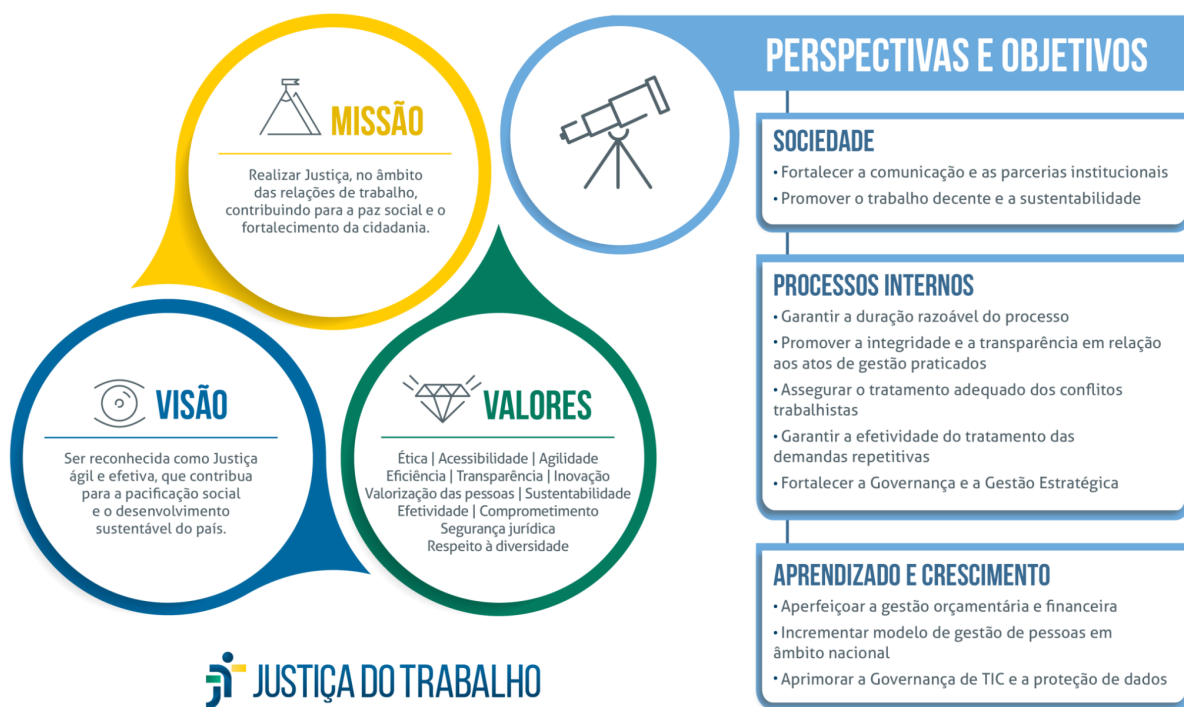 MISSÃO
Realizar Justiça, no âmbito
das relações de trabalho,
contribuindo para a paz social e o
fortalecimento da cidadania.
VISÃO
Ser reconhecida como Justiça
ágil e efetiva, que contribua
para a pacificação social
e o desenvolvimento
sustentável do país.
VALORES
Ética | Acessibilidade | Agilidade
Eficiência | Transparência | Inovação
Valorização das pessoas | Sustentabilidade
Efetividade | Comprometimento
Segurança jurídica
Respeito à diversidade
JUSTIÇA DO TRABALHO
PERSPECTIVAS E OBJETIVOS
SOCIEDADE
• Fortalecer a comunicação e as parcerias institucionais
• Promover o trabalho decente e a sustentabilidade
PROCESSOS INTERNOS
• Garantir a duração razoável do processo
• Promover a integridade e a transparência em relação
aos atos de gestão praticados
• Assegurar o tratamento adequado dos conflitos
trabalhistas
• Garantir a efetividade do tratamento das
demandas repetitivas
• Fortalecer a Governança e a Gestão Estratégica
APRENDIZADO E CRESCIMENTO
• Aperfeiçoar a gestão orçamentária e financeira
• Incrementar modelo de gestão de pessoas em
âmbito nacional
• Aprimorar a Governança de TIC e a proteção de dados